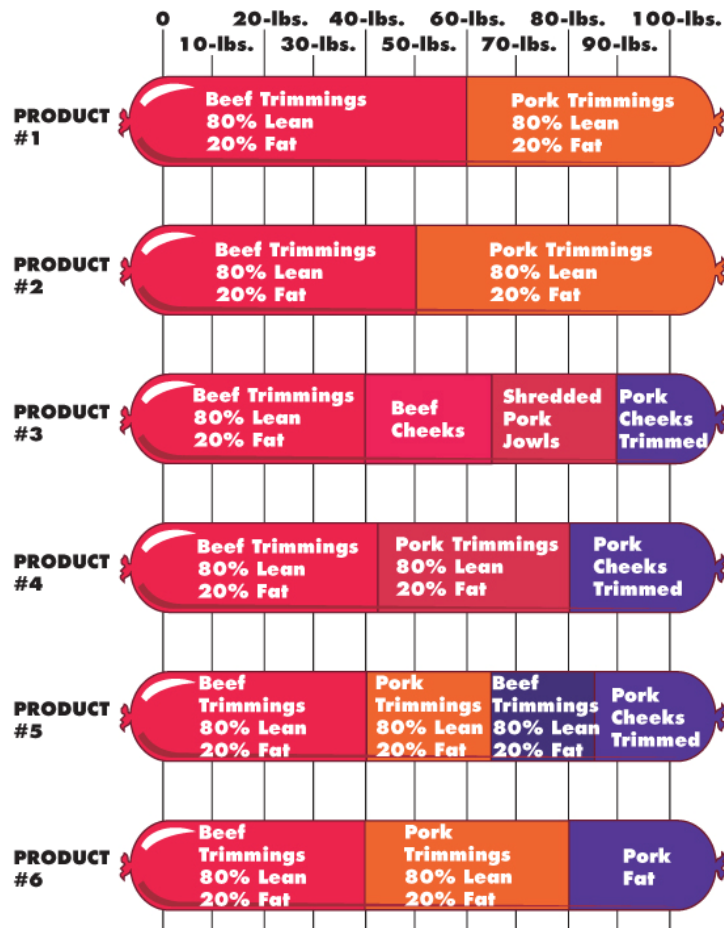 0 20-lbs. 40-lbs. 60-lbs. 80-lbs. 100-lbs.
10-lbs. 30-lbs. 50-lbs. 70-lbs. 90-lbs.
PRODUCT
#1
Beef Trimmings
80% Lean
20% Fat
Pork Trimmings
80% Lean
20% Fat
PRODUCT
#2
Beef Trimmings
80% Lean
20% Fat
Pork Trimmings
80% Lean
20% Fat
PRODUCT
#3
Beef Trimmings
80% Lean
20% Fat
Beef
Cheeks
Shredded
Pork
Jowls
Pork
Cheeks
Trimmed
PRODUCT
#4
Beef Trimmings
80% Lean
20% Fat
Pork Trimmings
80% Lean
20% Fat
Pork
Cheeks
Trimmed
PRODUCT
#5
Beef
Trimmings
80% Lean
20% Fat
Pork
Trimmings
80% Lean
20% Fat
Beef
Trimmings
80% Lean
20% Fat
Pork
Cheeks
Trimmed
PRODUCT
#6
Beef
Trimmings
80% Lean
20% Fat
Pork
Trimmings
80% Lean
20% Fat
Pork
Fat